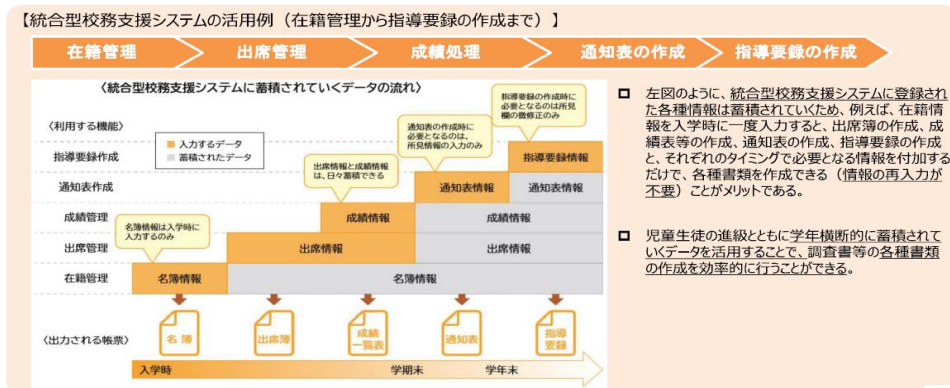 【統合型校務支援システムの活用例（在籍管理から指導要録の作成まで）】
在籍管理
出席管理
成績処理
通知表の作成
指導要録の作成
〈統合型校務支援システムに蓄積されていくデータの流れ〉
〈利用する機能〉
入力するデータ
蓄積されたデータ
指導要録の作成時に
必要となるのは所見
欄の微修正のみ
通知表の作成時に
必要となるのは、
所見情報の入力のみ
出席情報と成績情報
は、日々蓄積できる
名簿情報は入学時に
入力するのみ
指導要録作成
指導要録情報
通知表作成
通知表情報
通知表情報
成績管理
成績情報
成績情報
出席管理
出席情報
出席情報
在籍管理
名簿情報
名簿情報
〈出力される帳票〉
名 簿
出席簿
成績
一覧表
通知表
指導
要録
入学時
学期末
学年末
左図のように、統合型校務支援システムに登録され
た各種情報は蓄積されていくため、例えば、在籍情
報を入学時に一度入力すると、出席簿の作成、成
績表等の作成、通知表の作成、指導要録の作成
と、それぞれのタイミングで必要となる情報を付加する
だけで、各種書類を作成できる（情報の再入力が
不要）ことがメリットである。
児童生徒の進級とともに学年横断的に蓄積されて
いくデータを活用することで、調査書等の各種書類
の作成を効率的に行うことができる。